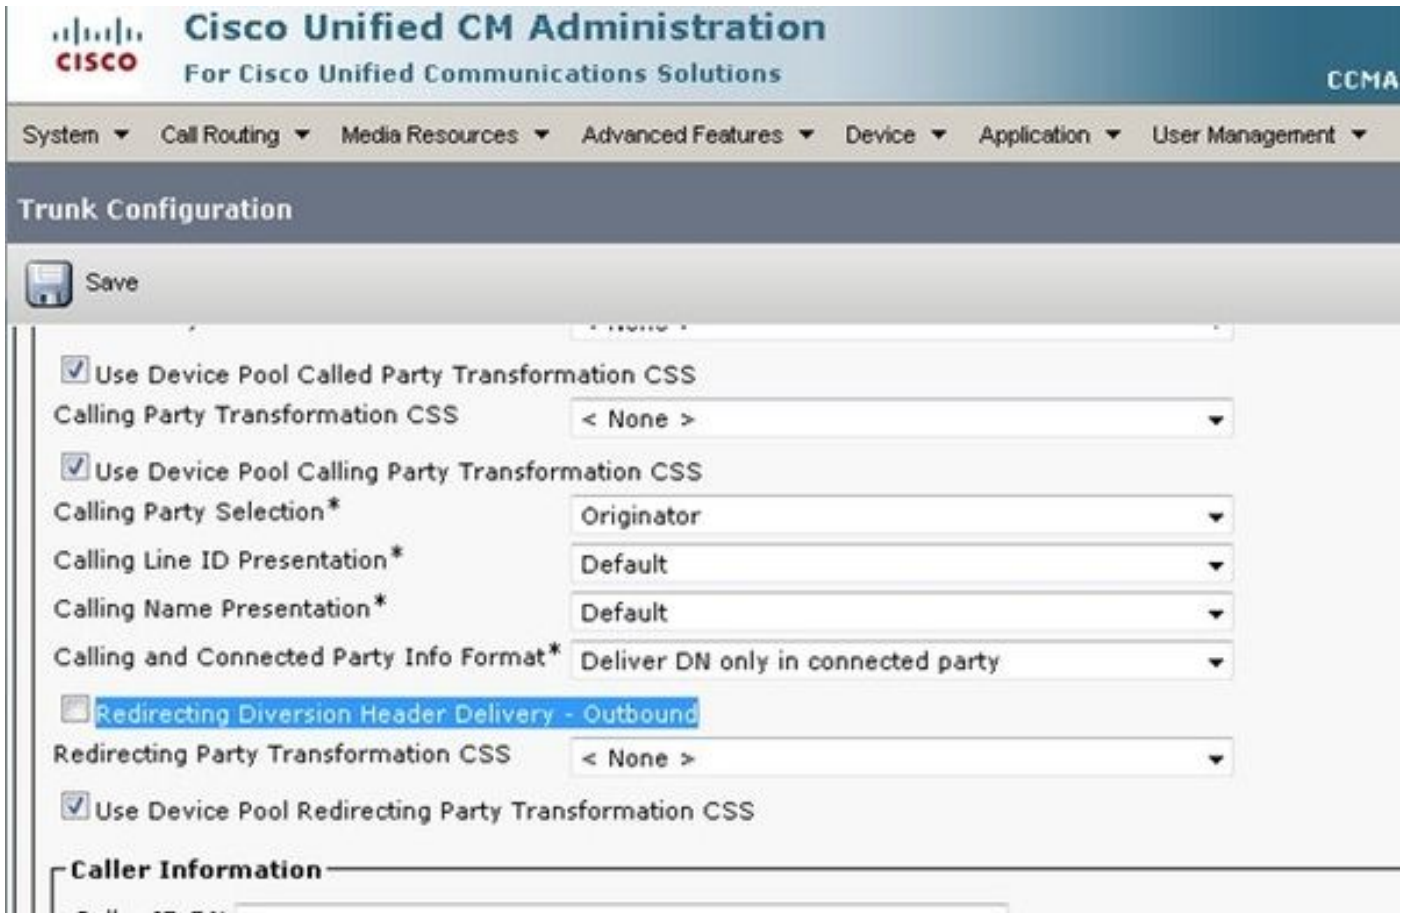 Cisco Unified CM Administration
CISCO
For Cisco Unified Communications Solutions
CCMA
System Call Routing Media Resources Advanced Features Device Application User Management
Trunk Configuration
Save
Use Device Pool Called Party Transformation CSS
Calling Party Transformation CSS < None >
Use Device Pool Calling Party Transformation CSS
Calling Party Selection* Originator
Calling Line ID Presentation* Default
Calling Name Presentation* Default
Calling and Connected Party Info Format* Deliver DN only in connected party
Redirecting Diversion Header Delivery - Outbound
Redirecting Party Transformation CSS < None >
Use Device Pool Redirecting Party Transformation CSS
Caller Information